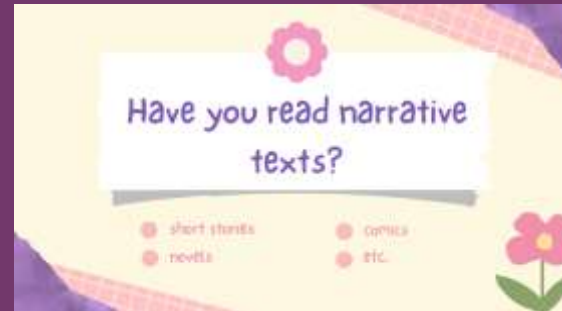 Have you read narrative
texts?
short stories
novels
comics
etc.